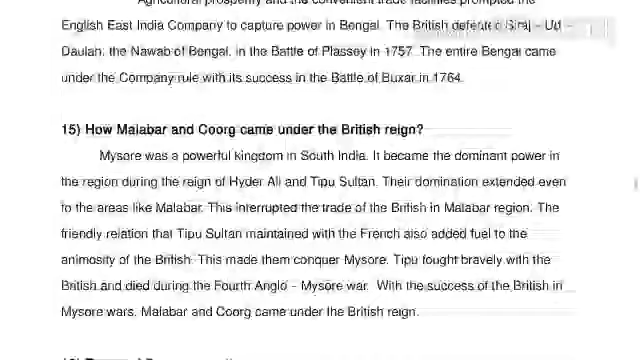 Agricultural prosperity and the convenient trade facilities prompted the
English East India Company to capture power in Bengal. The British defeated Siraj - Ud
Daulah, the Nawab of Bengal, in the Battle of Plassey in 1757. The entire Bengal came
under the Company rule with its success in the Battle of Buxar in 1764.
15) How Malabar and Coorg came under the British reign?
Mysore was a powerful kingdom in South India. It became the dominant power in
the region during the reign of Hyder Ali and Tipu Sultan. Their domination extended even
to the areas like Malabar. This interrupted the trade of the British in Malabar region. The
friendly relation that Tipu Sultan maintained with the French also added fuel to the
animosity of the British. This made them conquer Mysore. Tipu fought bravely with the
British and died during the Fourth Anglo - Mysore war. With the success of the British in
Mysore wars, Malabar and Coorg came under the British reign.